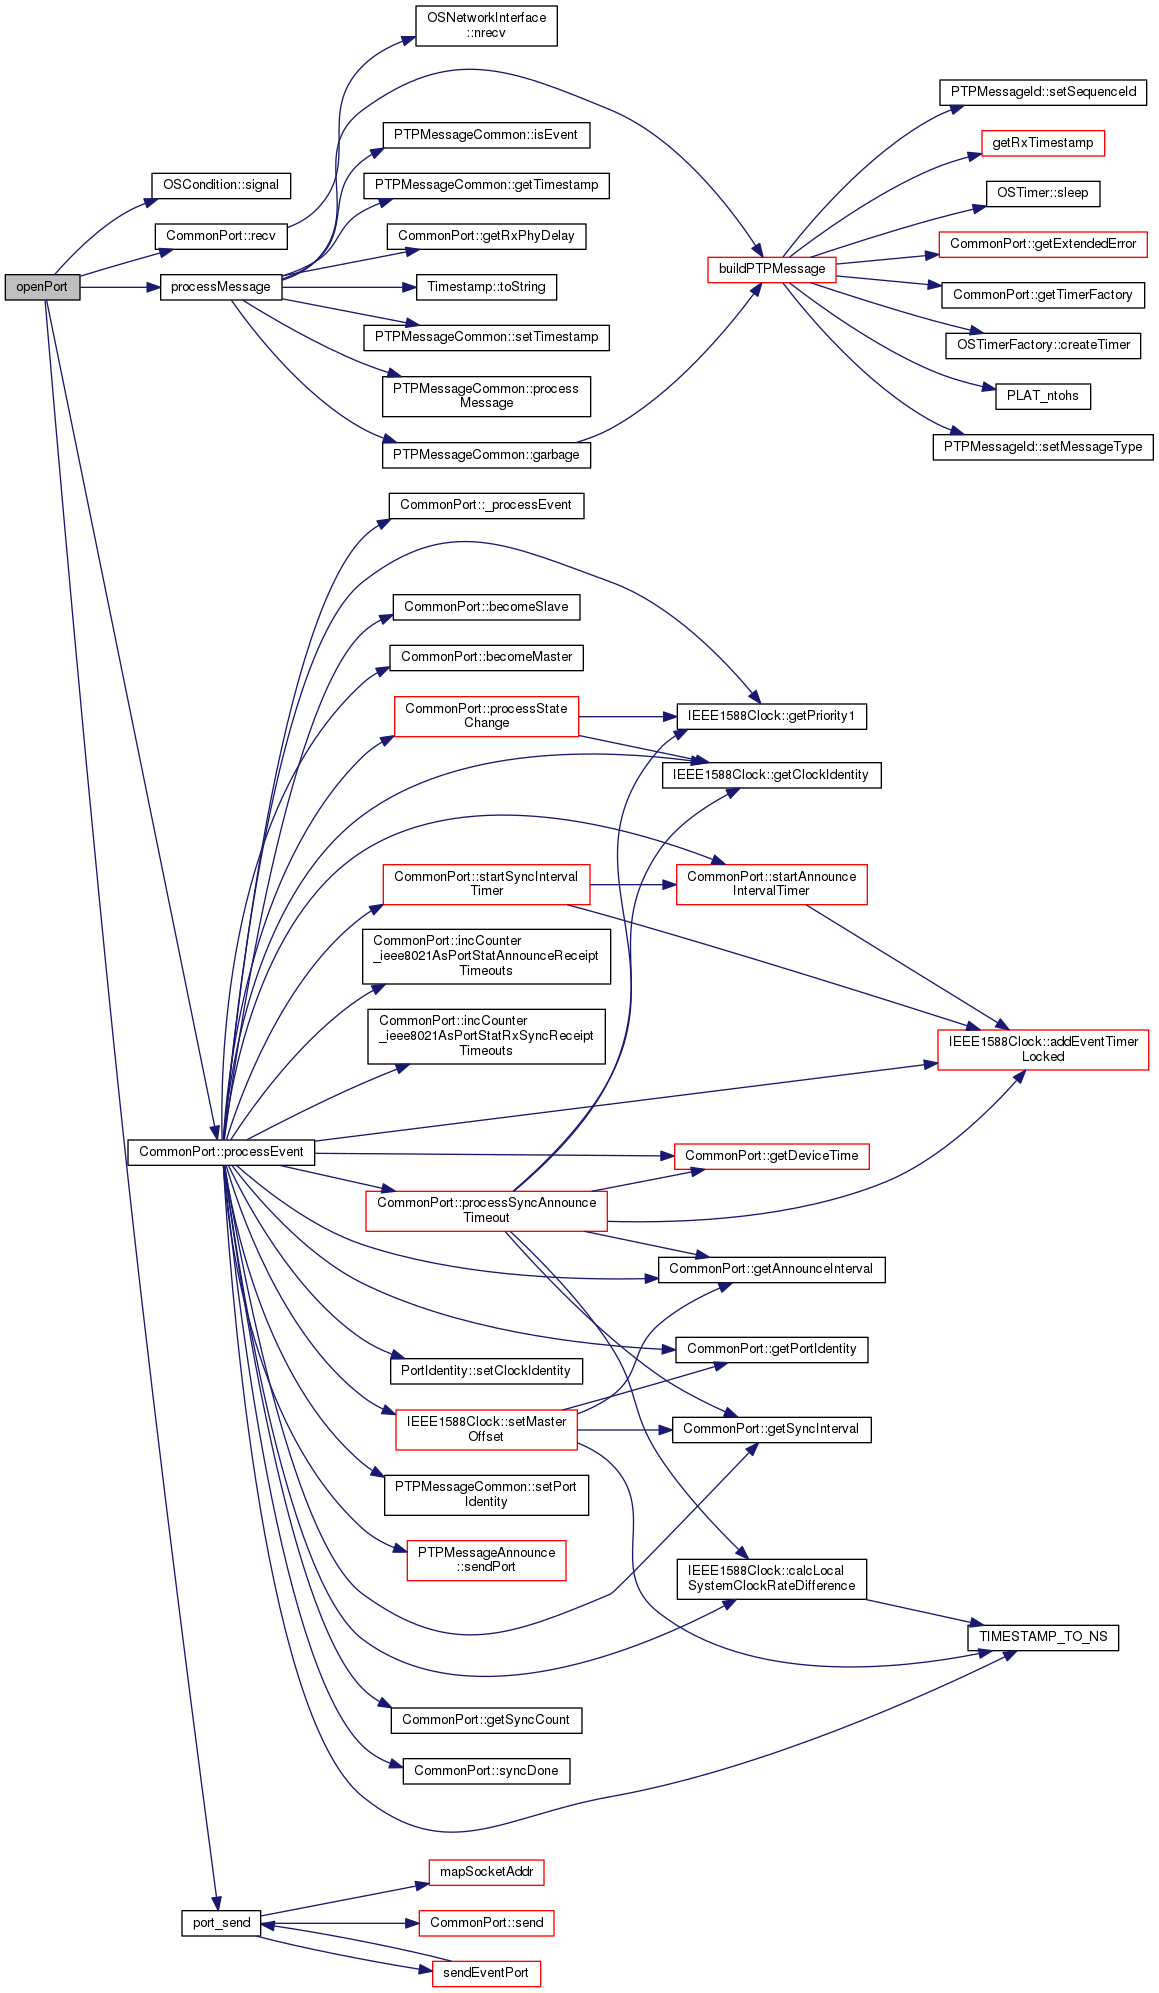 OSNetworkInterface
::nrecv
PTPMessageId::setSequenceId
PTPMessageCommon::isEvent
getRxTimestamp
OSCondition::signal
PTPMessageCommon::getTimestamp
OSTimer::sleep
CommonPort::recv
CommonPort::getRxPhyDelay
CommonPort::getExtendedError
openPort
processMessage
Timestamp::toString
buildPTPMessage
CommonPort::getTimerFactory
PTPMessageCommon::setTimestamp
OSTimerFactory::createTimer
PTPMessageCommon::process
Message
PLAT_ntohs
PTPMessageCommon::garbage
PTPMessageId::setMessageType
CommonPort::_processEvent
CommonPort::becomeSlave
CommonPort::becomeMaster
CommonPort::processState
Change
IEEE1588Clock::getPriority1
IEEE1588Clock::getClockIdentity
CommonPort::startSyncInterval
Timer
CommonPort::startAnnounce
IntervalTimer
CommonPort::incCounter
_ieee8021AsPortStatAnnounceReceipt
Timeouts
CommonPort::incCounter
_ieee8021AsPortStatRxSyncReceipt
Timeouts
IEEE1588Clock::addEventTimer
Locked
CommonPort::processEvent
CommonPort::getDeviceTime
CommonPort::processSyncAnnounce
Timeout
CommonPort::getAnnounceInterval
CommonPort::getPortIdentity
PortIdentity::setClockIdentity
IEEE1588Clock::setMaster
Offset
CommonPort::getSyncInterval
PTPMessageCommon::setPort
Identity
PTPMessageAnnounce
::sendPort
IEEE1588Clock::calcLocal
SystemClockRateDifference
TIMESTAMP_TO_NS
CommonPort::getSyncCount
CommonPort::syncDone
mapSocketAddr
port_send
CommonPort::send
sendEventPort